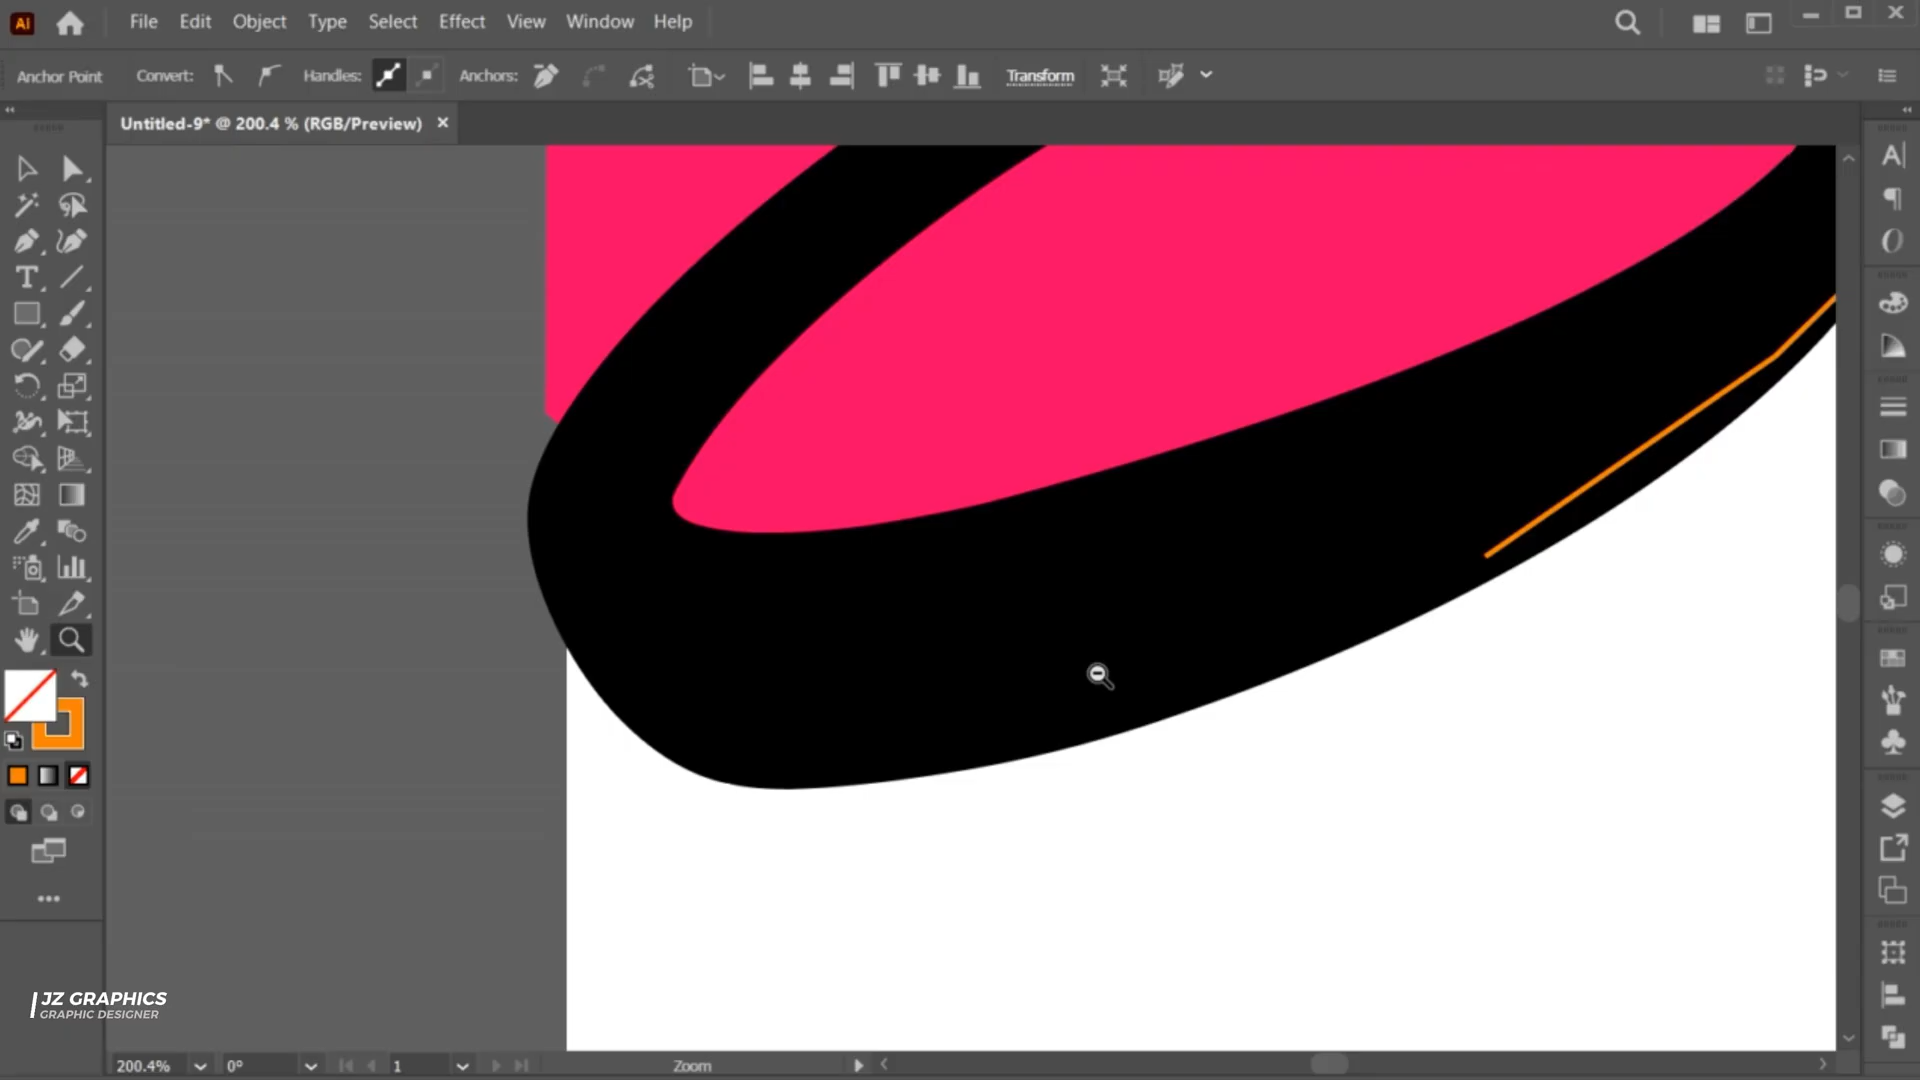 Ai
File Edit Object Type Select Effect View Window Help
Anchor Point Convert: Handles: Anchors: Transform
Untitled-9* @ 200.4 % (RGB/Preview) ×
JZ GRAPHICS
GRAPHIC DESIGNER
200.4% 0° 1 Zoom